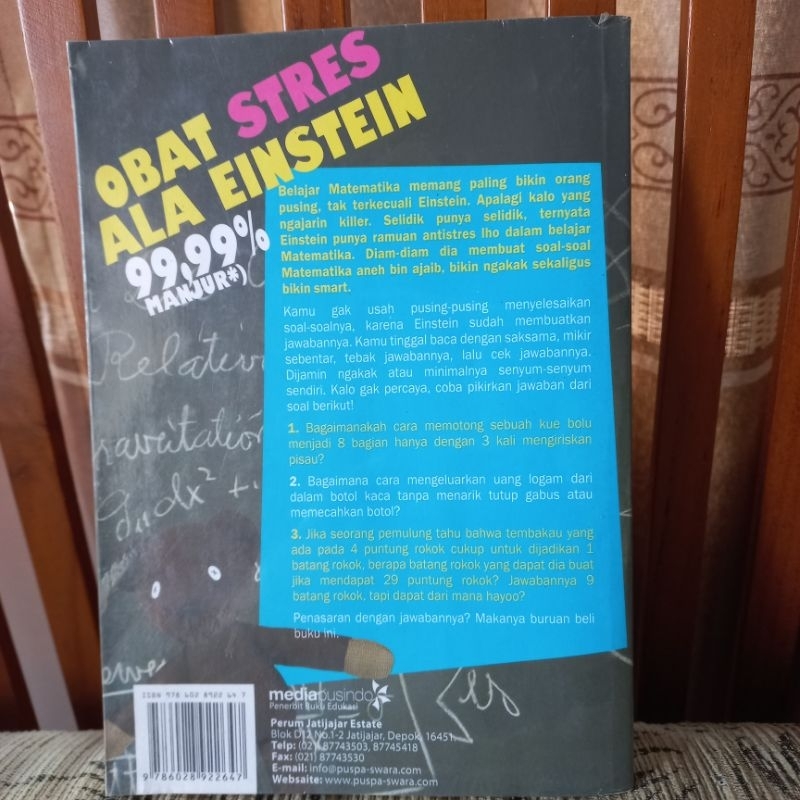 OBAT STRES
ALA EINSTEIN
99,99%
MANJUR*)
Belajar Matematika memang paling bikin orang
pusing, tak terkecuali Einstein. Apalagi kalo yang
ngajarin killer. Selidik punya selidik, ternyata
Einstein punya ramuan antistres lho dalam belajar
Matematika. Diam-diam dia membuat soal-soal
Matematika aneh bin ajaib, bikin ngakak sekaligus
bikin smart.
Kamu gak usah pusing-pusing menyelesaikan
soal-soalnya, karena Einstein sudah membuatkan
jawabannya. Kamu tinggal baca dengan saksama, mikir
sebentar, tebak jawabannya, lalu cek jawabannya.
Dijamin ngakak atau minimalnya senyum-senyum
sendiri. Kalo gak percaya, coba pikirkan jawaban dari
soal berikut!
1. Bagaimanakah cara memotong sebuah kue bolu
menjadi 8 bagian hanya dengan 3 kali mengiriskan
pisau?
2. Bagaimana cara mengeluarkan uang logam dari
dalam botol kaca tanpa menarik tutup gabus atau
memecahkan botol?
3. Jika seorang pemulung tahu bahwa tembakau yang
ada pada 4 puntung rokok cukup untuk dijadikan 1
batang rokok, berapa batang rokok yang dapat dia buat
jika mendapat 29 puntung rokok? Jawabannya 9
batang rokok, tapi dapat dari mana hayoo?
Penasaran dengan jawabannya? Makanya buruan beli
buku ini.
ISBN 978 602 8922 64 7
9 786028 922647
mediapusindo
Penerbit Buku Edukasi
Perum Jatijajar Estate
Blok D12 No.1-2 Jatijajar, Depok 16451.
Telp: (021) 87743503, 87745418
Fax: (021) 87743530
E-mail: info@puspa-swara.com
Websaite: www.puspa-swara.com